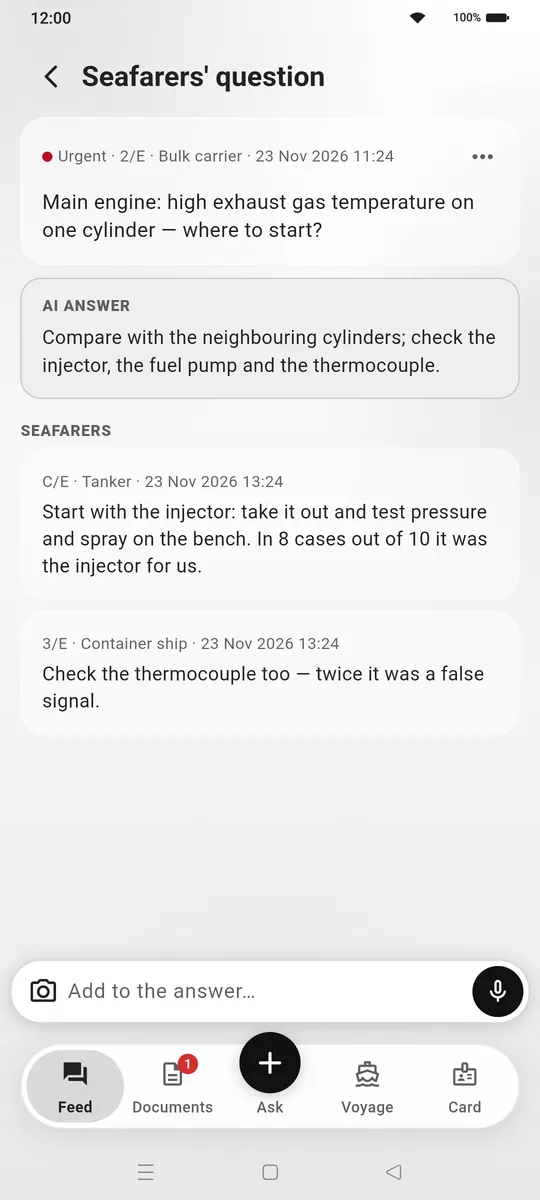 12:00
100%
Seafarers' question
Urgent · 2/E · Bulk carrier · 23 Nov 2026 11:24
Main engine: high exhaust gas temperature on
one cylinder — where to start?
AI ANSWER
Compare with the neighbouring cylinders; check the
injector, the fuel pump and the thermocouple.
SEAFARERS
C/E · Tanker · 23 Nov 2026 13:24
Start with the injector: take it out and test pressure
and spray on the bench. In 8 cases out of 10 it was
the injector for us.
3/E · Container ship · 23 Nov 2026 13:24
Check the thermocouple too — twice it was a false
signal.
Add to the answer…
1
Feed
Documents
Ask
Voyage
Card